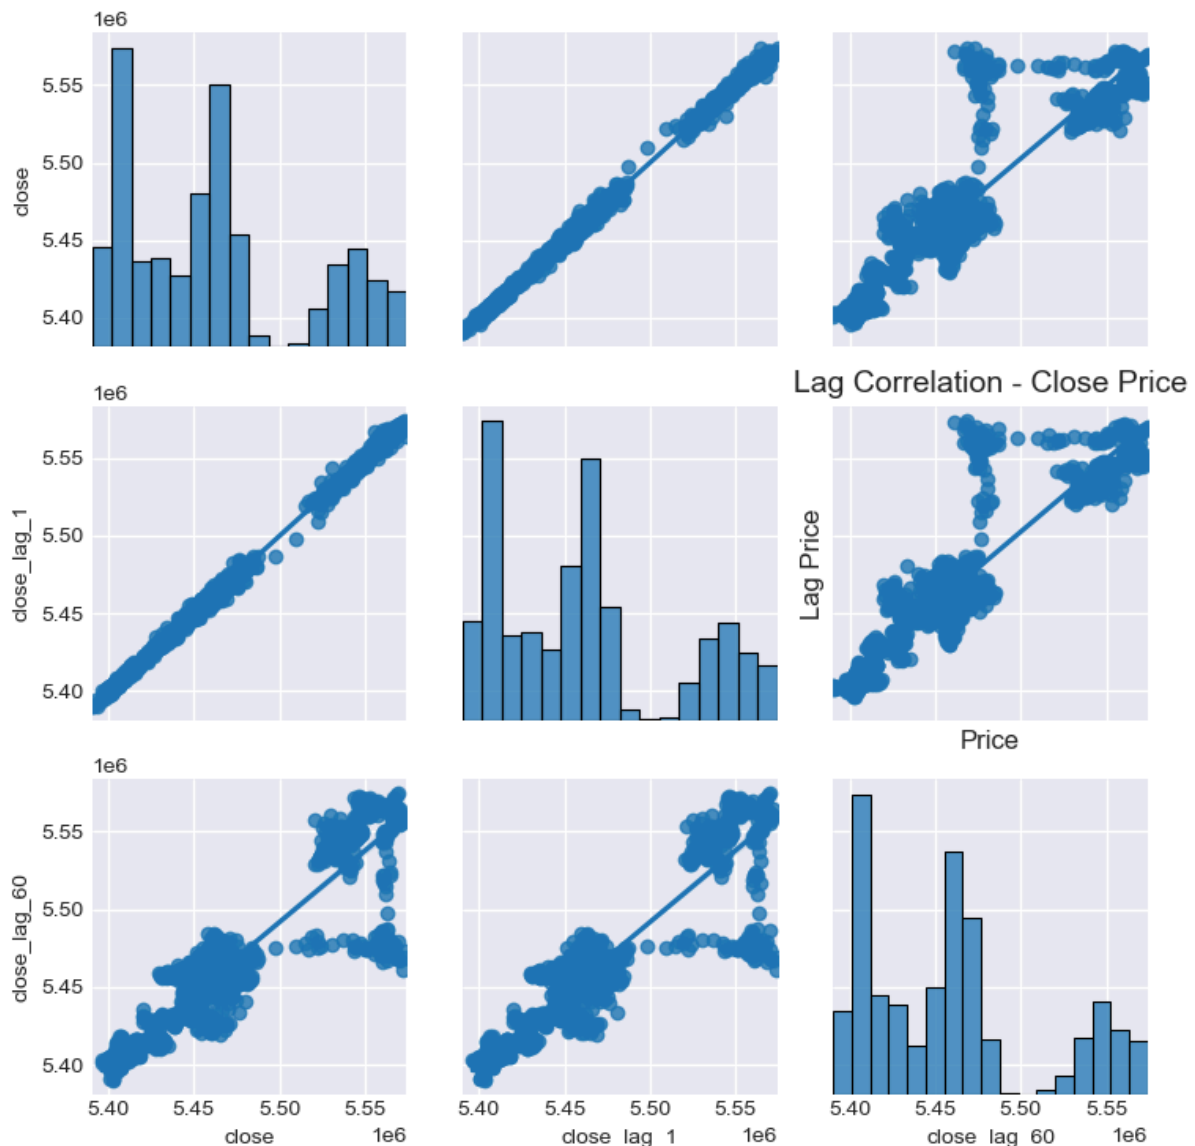 1e6
5.55
5.50
5.45
5.40
close
Lag Correlation - Close Price
1e6
5.55
5.50
5.45
5.40
close_lag_1
Lag Price
Price
1e6
5.55
5.50
5.45
5.40
close_lag_60
5.40 5.45 5.50 5.55
5.40 5.45 5.50 5.55
5.40 5.45 5.50 5.55
close 1e6
close_lag_1 1e6
close_lag_60 1e6